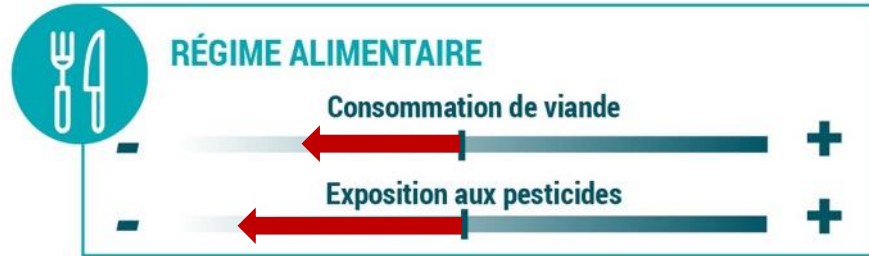 RÉGIME ALIMENTAIRE
Consommation de viande
- +
Exposition aux pesticides
- +